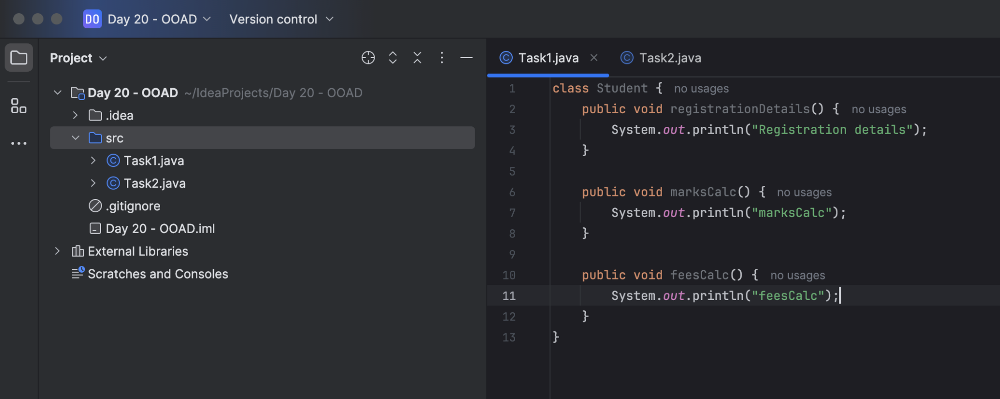 DO Day 20 - OOAD Version control
Project
Day 20 - OOAD ~/IdeaProjects/Day 20 - OOAD
.idea
src
Task1.java
Task2.java
.gitignore
Day 20 - OOAD.iml
External Libraries
Scratches and Consoles
Task1.java Task2.java
1 class Student { no usages
2 public void registrationDetails() { no usages
3 System.out.println("Registration details");
4 }
5
6 public void marksCalc() { no usages
7 System.out.println("marksCalc");
8 }
9
10 public void feesCalc() { no usages
11 System.out.println("feesCalc");
12 }
13 }